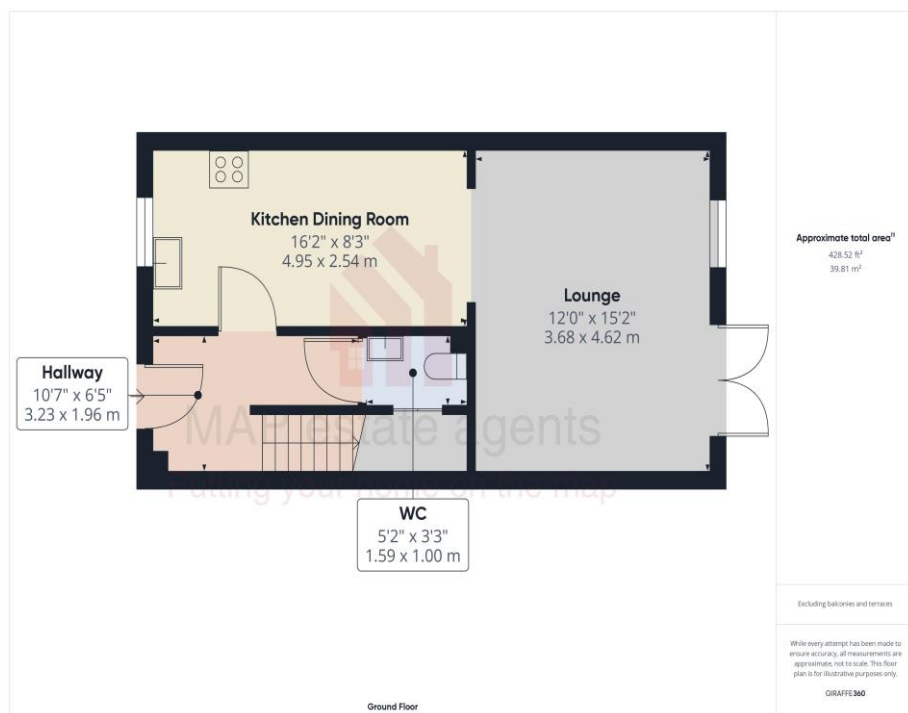 Kitchen Dining Room
16'2" x 8'3"
4.95 x 2.54 m
Lounge
12'0" x 15'2"
3.68 x 4.62 m
Hallway
10'7" x 6'5"
3.23 x 1.96 m
MAP estate agents
Putting your home on the map
WC
5'2" x 3'3"
1.59 x 1.00 m
Ground Floor
Approximate total area⁽¹⁾
428.52 ft²
39.81 m²
Excluding balconies and terraces
While every attempt has been made to
ensure accuracy, all measurements are
approximate, not to scale. This floor
plan is for illustrative purposes only.
GIRAFFE360